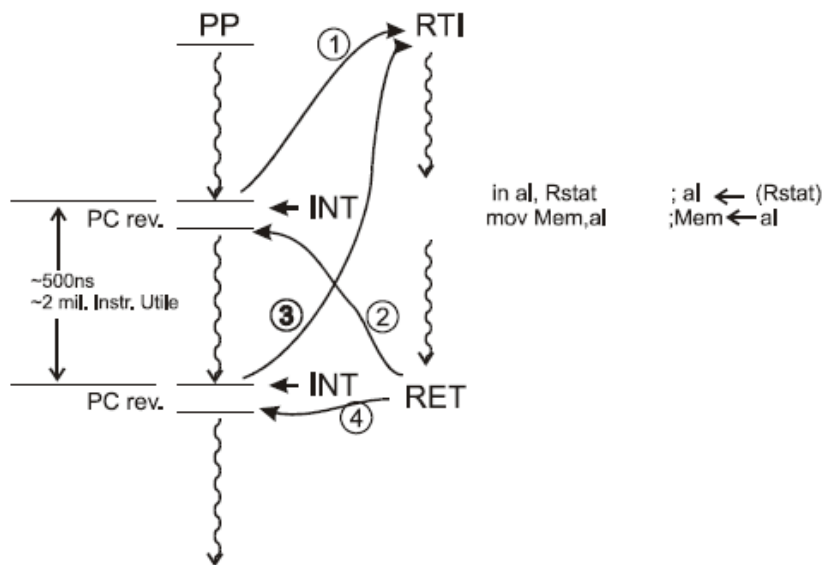 PP
RTI
①
INT
PC rev.
in al, Rstat ; al ← (Rstat)
mov Mem,al ;Mem ← al
~500ns
~2 mil. Instr. Utile
③
②
INT
PC rev.
RET
④